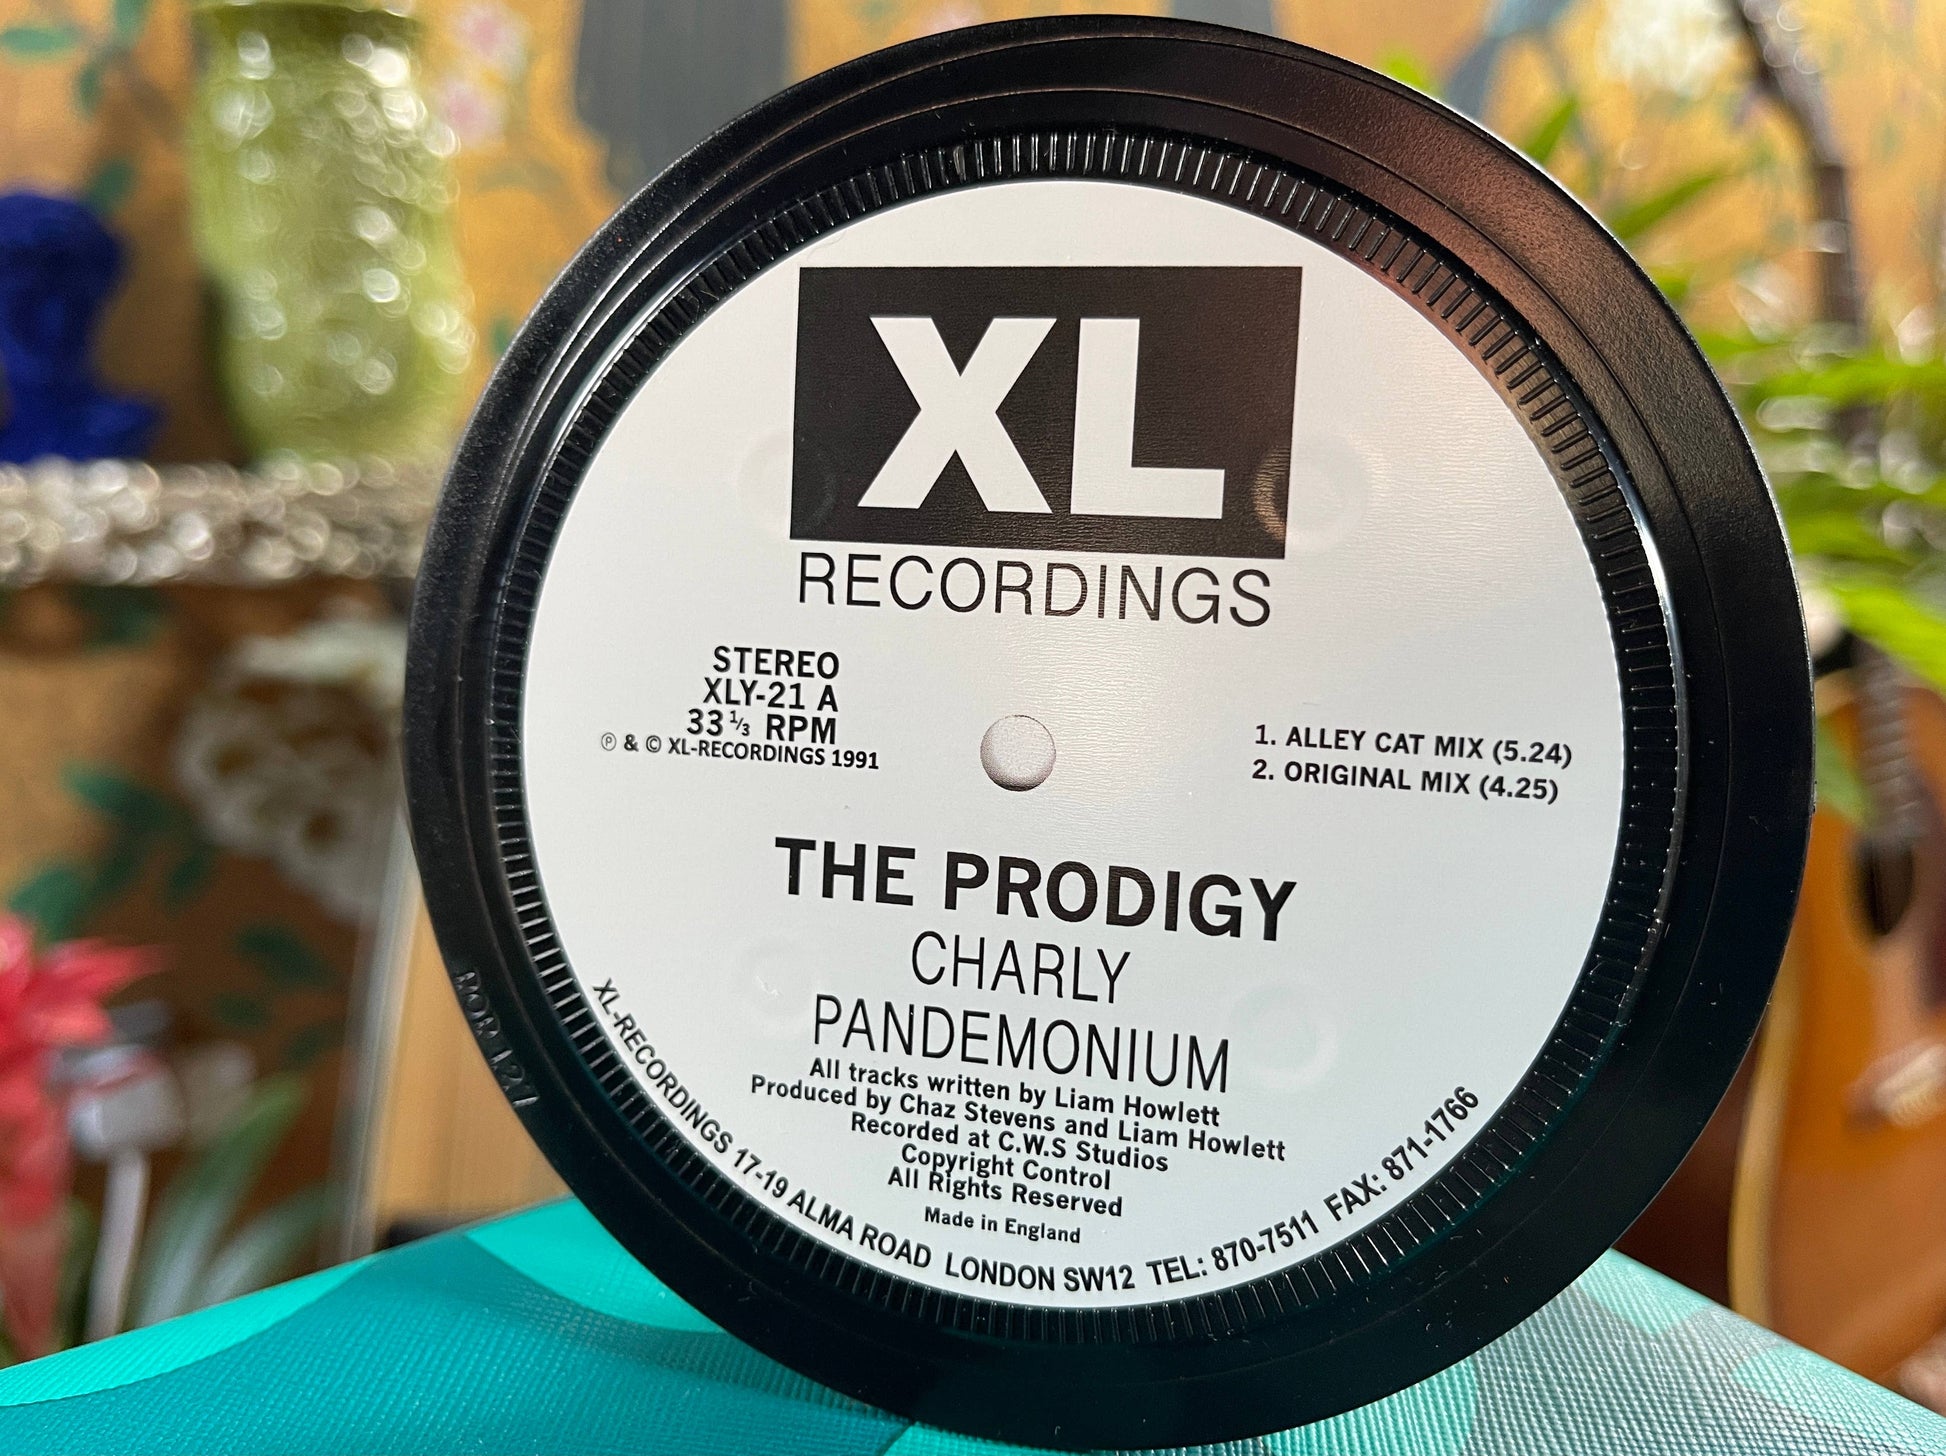 XL
RECORDINGS
STEREO
XLY-21 A
33 ⅓ RPM
℗ & © XL-RECORDINGS 1991
1. ALLEY CAT MIX (5.24)
2. ORIGINAL MIX (4.25)
THE PRODIGY
CHARLY
PANDEMONIUM
All tracks written by Liam Howlett
Produced by Chaz Stevens and Liam Howlett
Recorded at C.W.S Studios
Copyright Control
All Rights Reserved
Made in England
XL-RECORDINGS 17-19 ALMA ROAD LONDON SW12 TEL: 870-7511 FAX: 871-1766